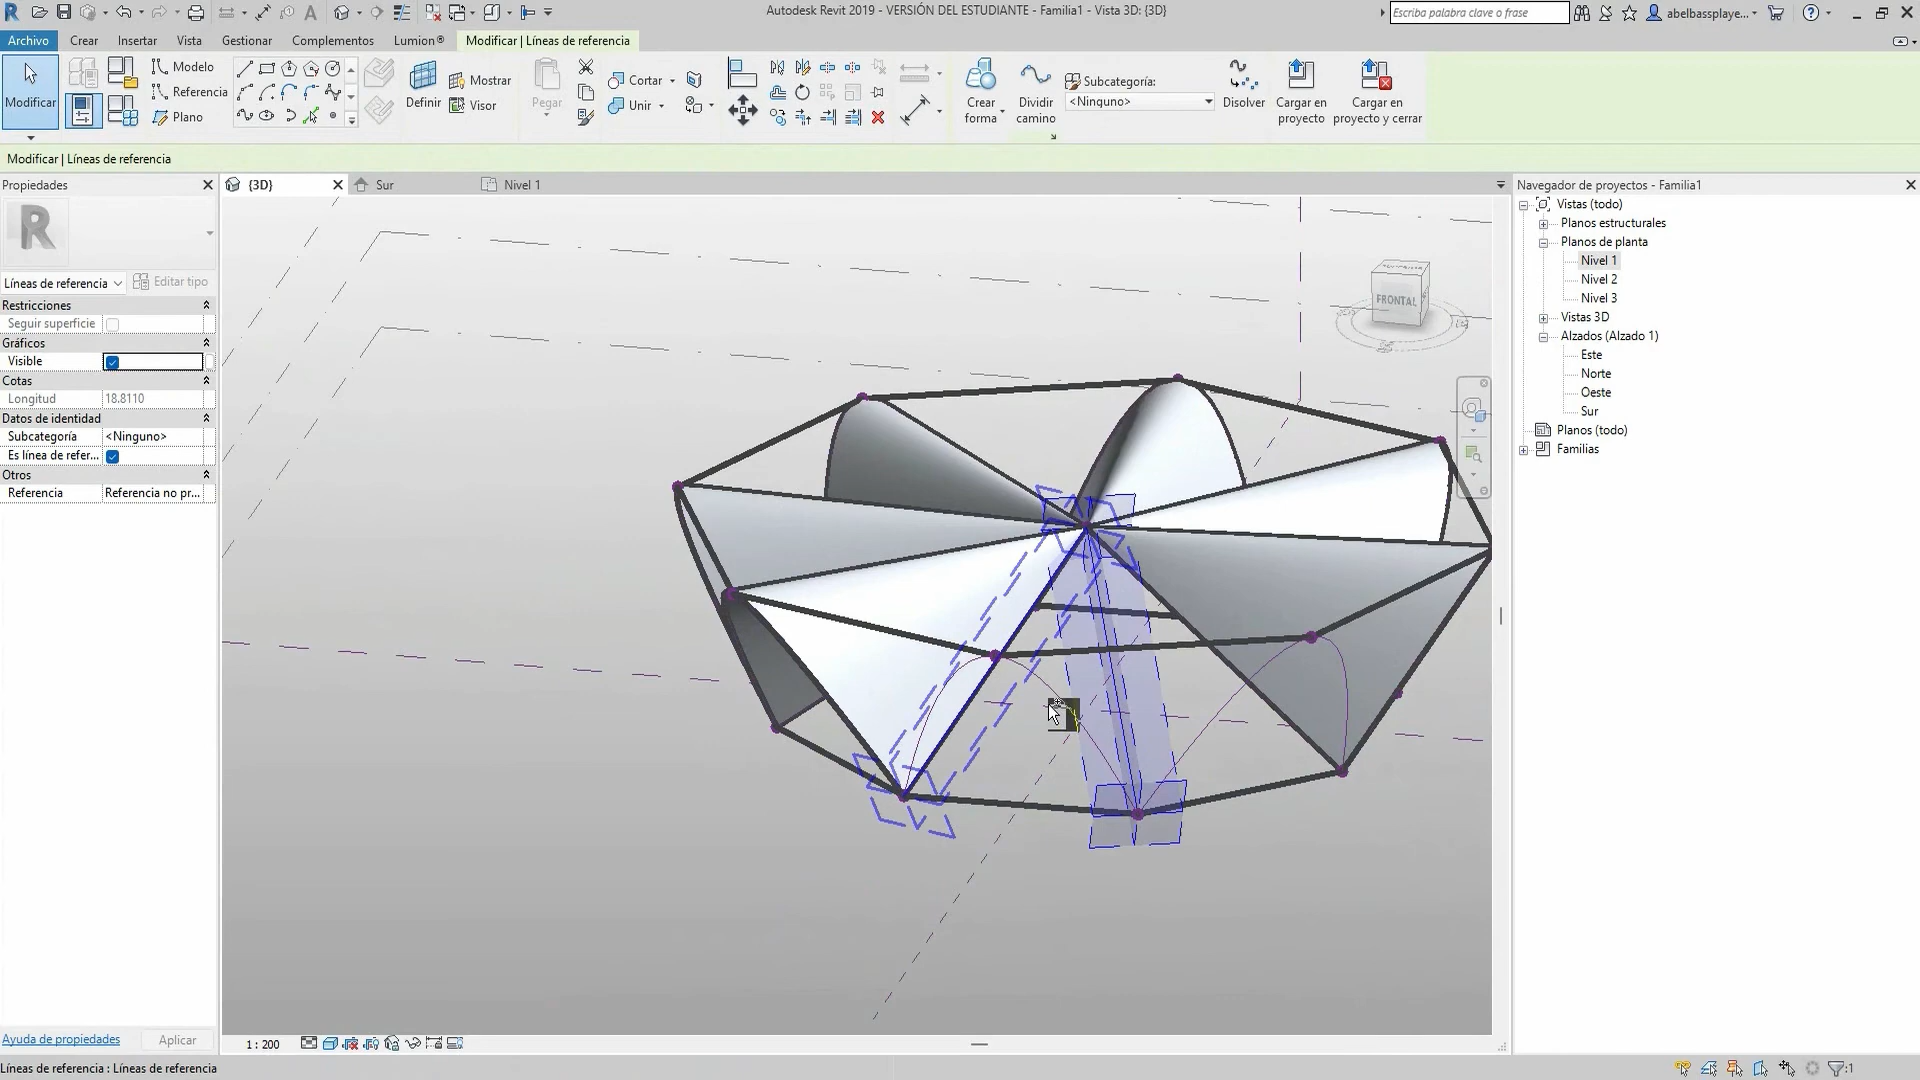 Autodesk Revit 2019 - VERSIÓN DEL ESTUDIANTE - Familia1 - Vista 3D: {3D}
Escriba palabra clave o frase
abelbassplaye...
Archivo
Crear
Insertar
Vista
Gestionar
Complementos
Lumion®
Modificar | Líneas de referencia
Modificar
Modelo
Referencia
Plano
Definir
Mostrar
Visor
Pegar
Cortar
Unir
Crear forma
Dividir camino
Subcategoría:
<Ninguno>
Disolver
Cargar en proyecto
Cargar en proyecto y cerrar
Modificar | Líneas de referencia
Propiedades
{3D}
Sur
Nivel 1
Navegador de proyectos - Familia1
Líneas de referencia
Editar tipo
Restricciones
Seguir superficie
Gráficos
Visible
Cotas
Longitud 18.8110
Datos de identidad
Subcategoría <Ninguno>
Es línea de refer...
Otros
Referencia Referencia no pr...
Vistas (todo)
Planos estructurales
Planos de planta
Nivel 1
Nivel 2
Nivel 3
Vistas 3D
Alzados (Alzado 1)
Este
Norte
Oeste
Sur
Planos (todo)
Familias
FRONTAL
Ayuda de propiedades
Aplicar
1 : 200
Líneas de referencia : Líneas de referencia
:1